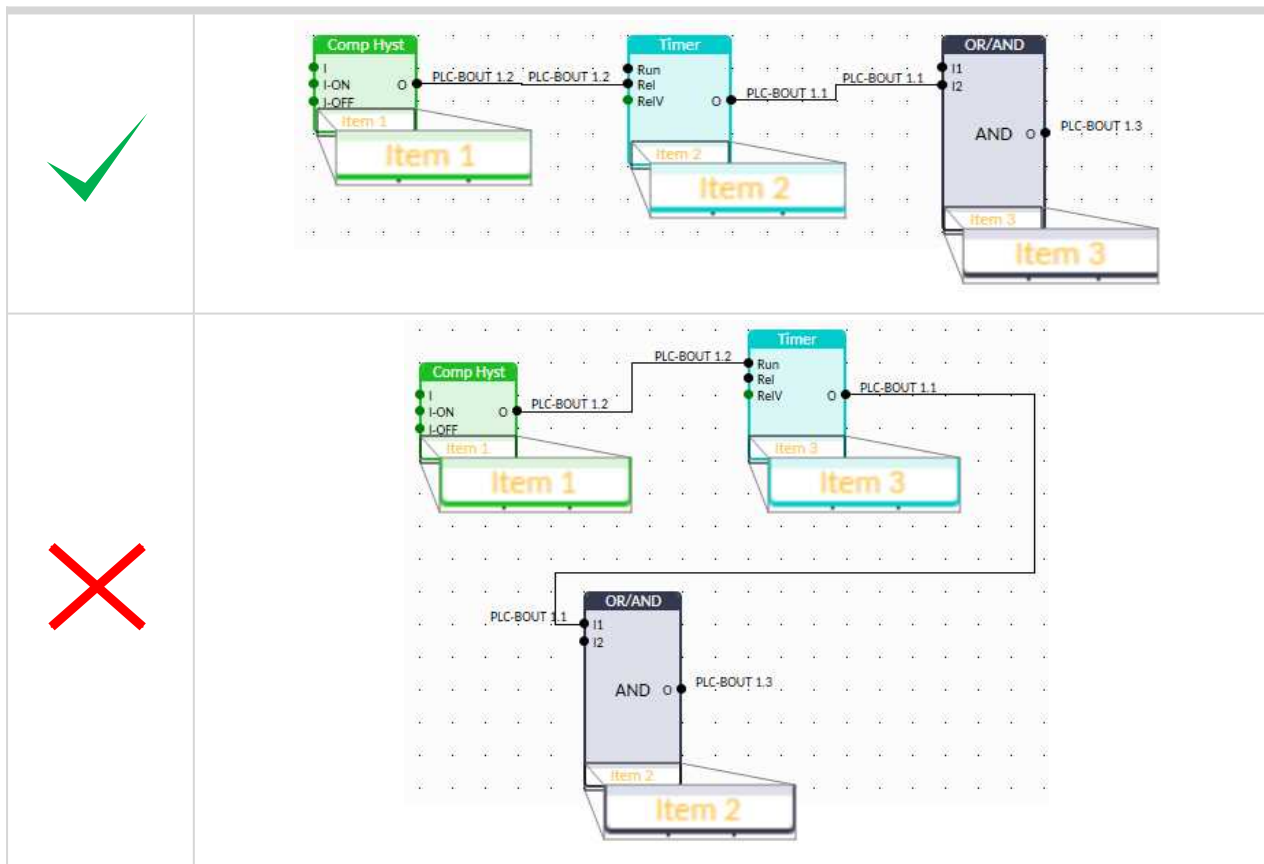 Comp Hyst
I
I-ON
I-OFF
O
Item 1
Item 1
PLC-BOUT 1.2
PLC-BOUT 1.2
Timer
Run
Rel
RelV
O
Item 2
Item 2
PLC-BOUT 1.1
PLC-BOUT 1.1
OR/AND
I1
I2
AND O
Item 3
Item 3
PLC-BOUT 1.3
Comp Hyst
I
I-ON
I-OFF
O
Item 1
Item 1
PLC-BOUT 1.2
PLC-BOUT 1.2
Timer
Run
Rel
RelV
O
Item 3
Item 3
PLC-BOUT 1.1
PLC-BOUT 1.1
OR/AND
I1
I2
AND O
Item 2
Item 2
PLC-BOUT 1.3